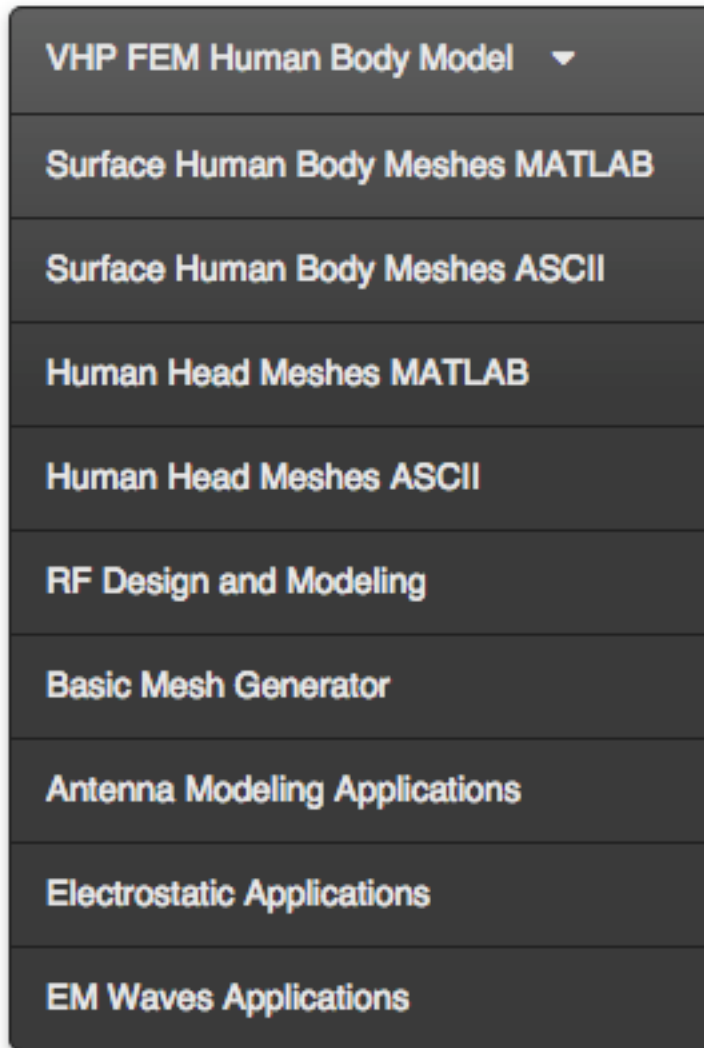 VHP FEM Human Body Model
Surface Human Body Meshes MATLAB
Surface Human Body Meshes ASCII
Human Head Meshes MATLAB
Human Head Meshes ASCII
RF Design and Modeling
Basic Mesh Generator
Antenna Modeling Applications
Electrostatic Applications
EM Waves Applications